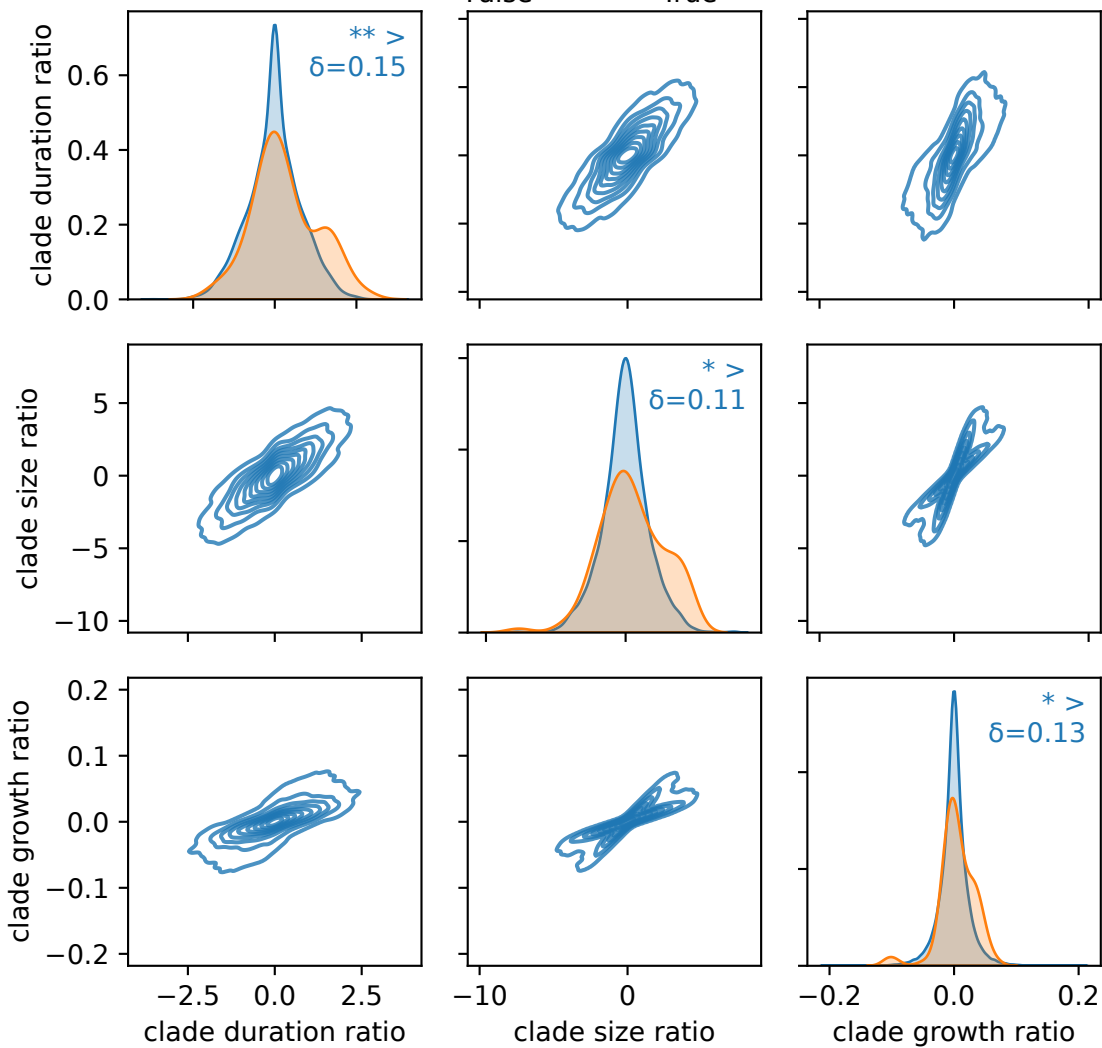 clade duration ratio
0.6
0.4
0.2
0.0
** >
δ=0.15
clade size ratio
5
0
−5
−10
* >
δ=0.11
clade growth ratio
0.2
0.1
0.0
−0.1
−0.2
* >
δ=0.13
−2.5 0.0 2.5
−10 0
−0.2 0.0 0.2
clade duration ratio
clade size ratio
clade growth ratio